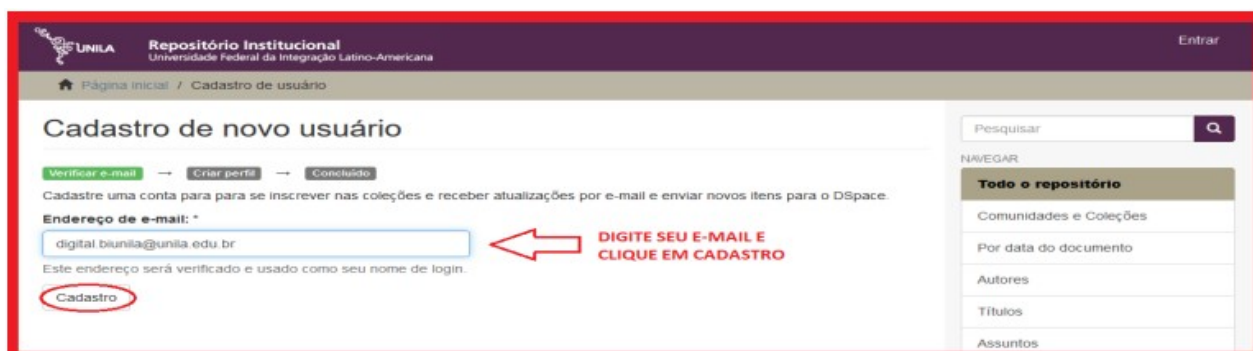 UNILA
Repositório Institucional
Universidade Federal da Integração Latino-Americana
Entrar
Página inicial / Cadastro de usuário
Cadastro de novo usuário
Verificar e-mail → Criar perfil → Concluído
Cadastre uma conta para para se inscrever nas coleções e receber atualizações por e-mail e enviar novos itens para o DSpace.
Endereço de e-mail: *
digital.biunila@unila.edu.br
Este endereço será verificado e usado como seu nome de login.
Cadastro
DIGITE SEU E-MAIL E
CLIQUE EM CADASTRO
Pesquisar
NAVEGAR
Todo o repositório
Comunidades e Coleções
Por data do documento
Autores
Títulos
Assuntos